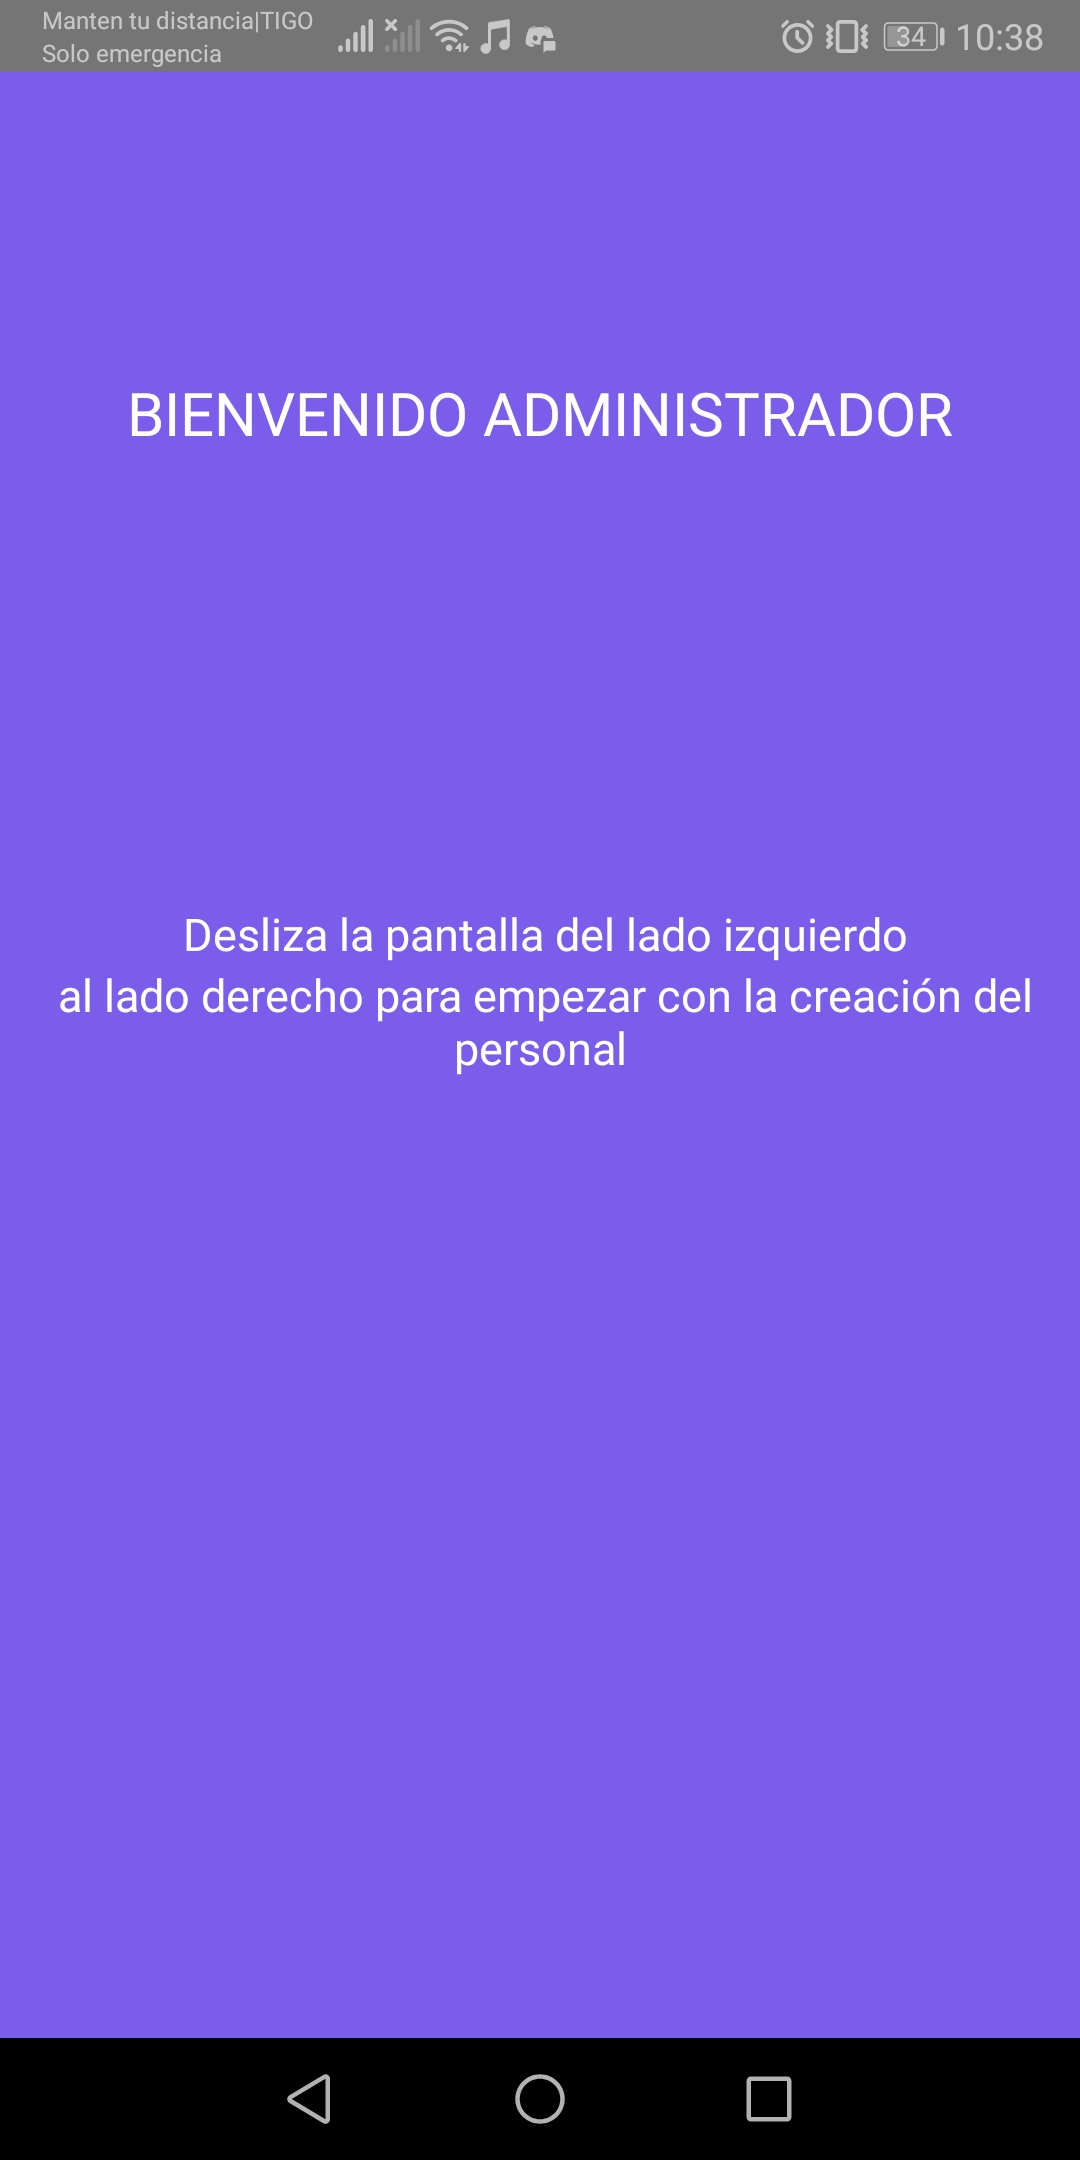 Manten tu distancia|TIGO
Solo emergencia
34
10:38
BIENVENIDO ADMINISTRADOR
Desliza la pantalla del lado izquierdo
al lado derecho para empezar con la creación del
personal